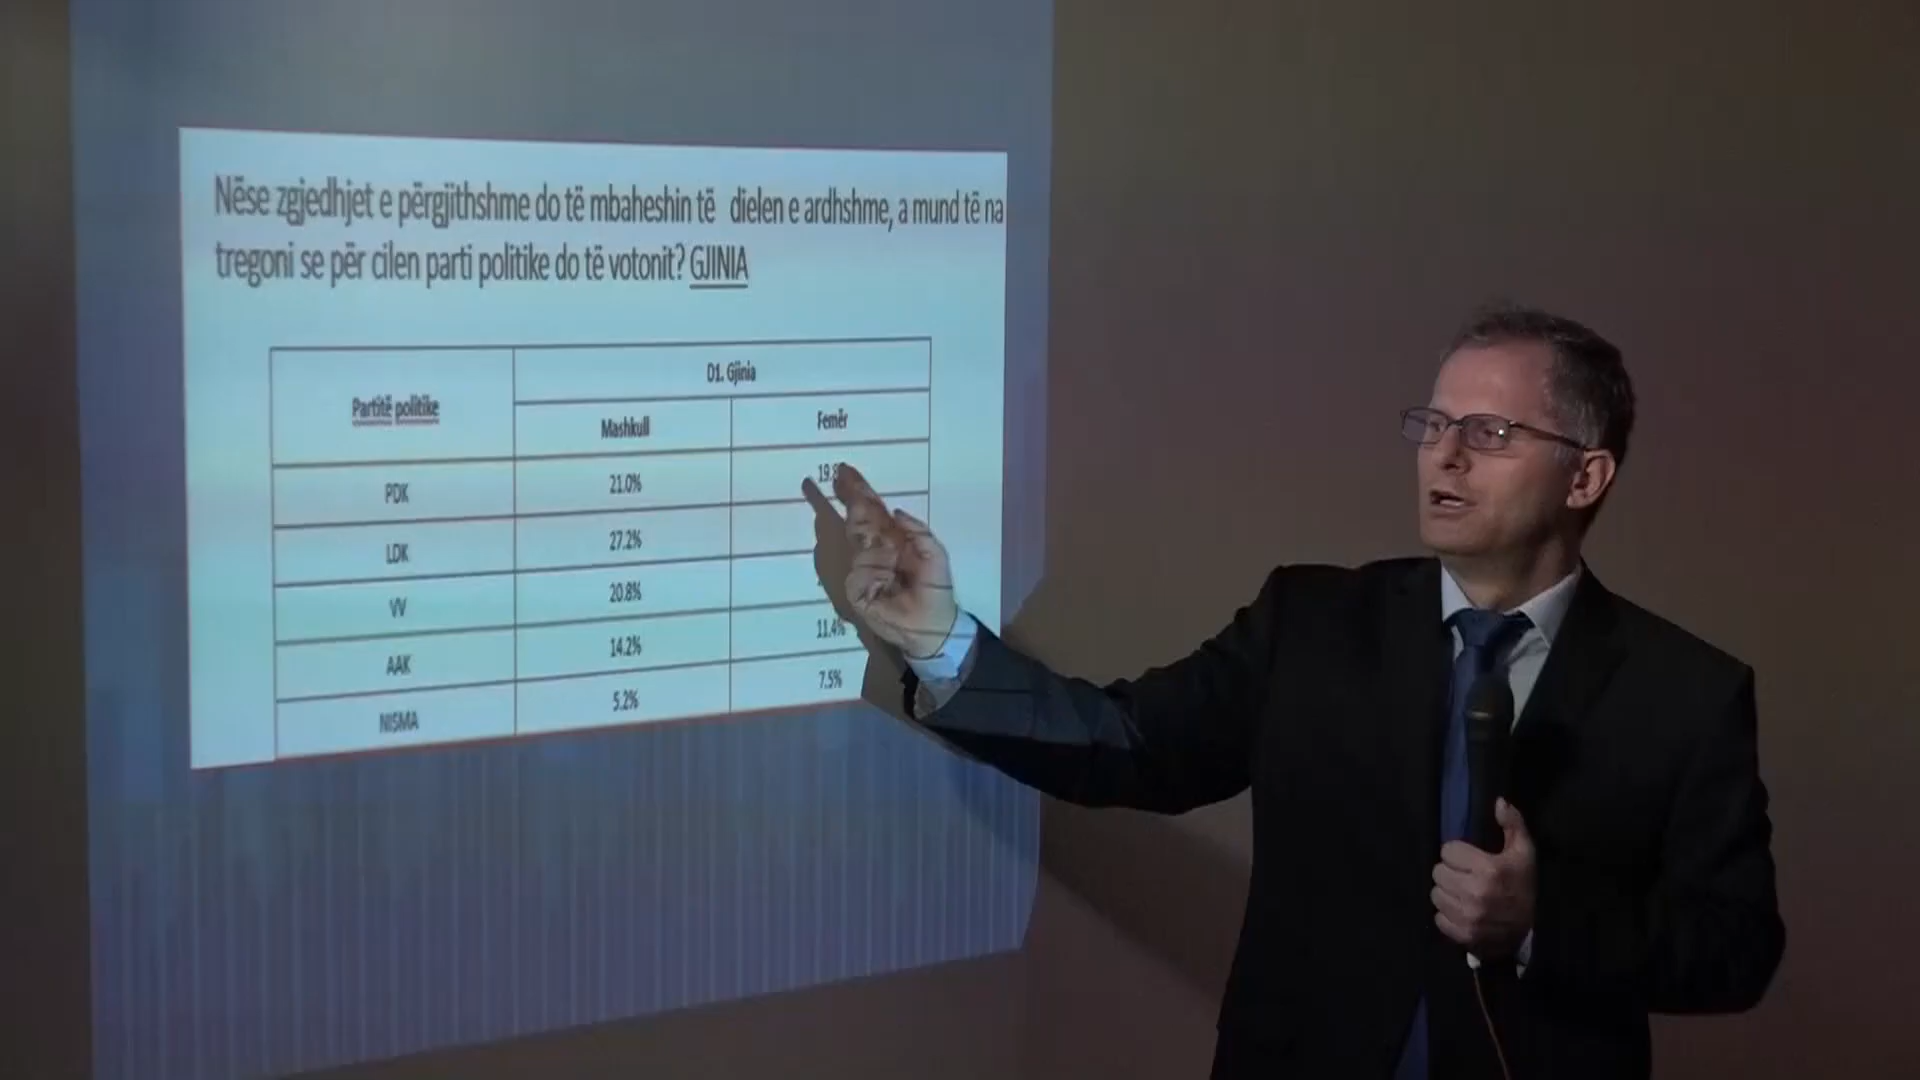 Nëse zgjedhjet e përgjithshme do të mbaheshin të dielen e ardhshme, a mund të na
tregoni se për cilen parti politike do të votonit? GJINIA
Partitë politike
D1. Gjinia
Mashkull Femër
PDK 21.0% 19.8
LDK 27.2%
VV 20.8%
AAK 14.2% 11.4%
NISMA 5.2% 7.5%